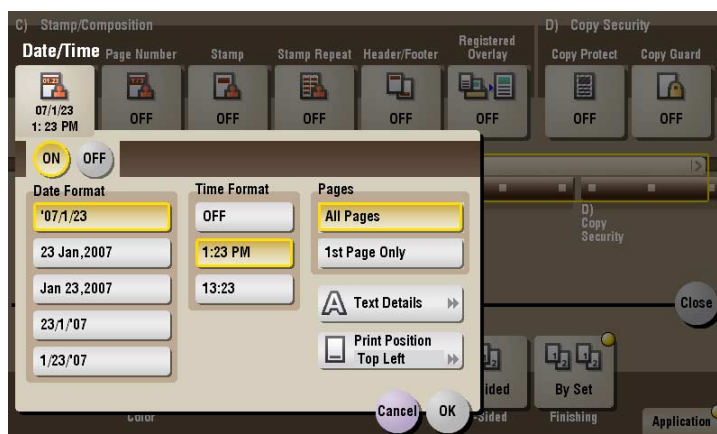 C) Stamp/Composition
D) Copy Security
Date/Time
Page Number
Stamp
Stamp Repeat
Header/Footer
Registered
Overlay
Copy Protect
Copy Guard
07/1/23
1: 23 PM
OFF
OFF
OFF
OFF
OFF
OFF
OFF
ON
OFF
Date Format
Time Format
Pages
'07/1/23
OFF
All Pages
23 Jan,2007
1:23 PM
1st Page Only
Jan 23,2007
13:23
23/1/'07
1/23/'07
A Text Details
Print Position
Top Left
Cancel
OK
D)
Copy
Security
Close
By Set
Color
Finishing
Application